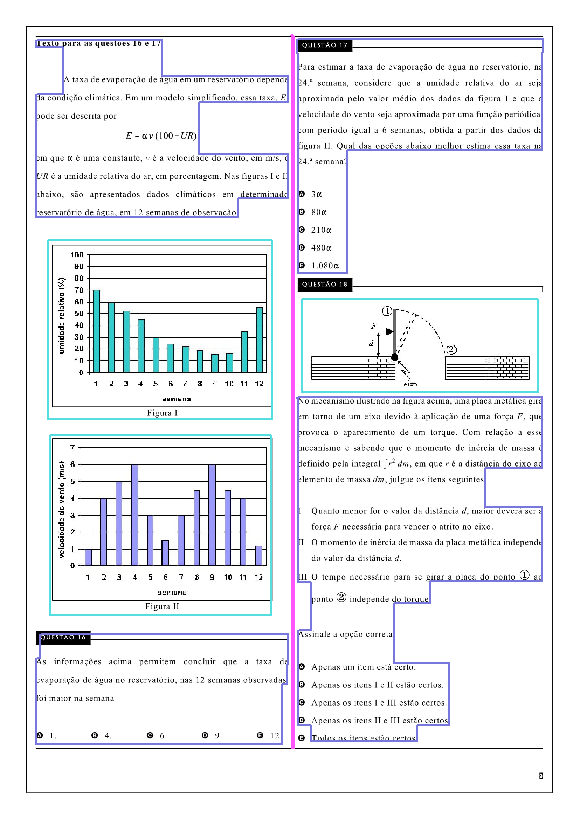 Texto para as questões 16 e 17
A taxa de evaporação de água em um reservatório depende
da condição climática. Em um modelo simplificado, essa taxa, E,
pode ser descrita por
E = α v (100 - UR)
em que α é uma constante, v é a velocidade do vento, em m/s, e
UR é a umidade relativa do ar, em porcentagem. Nas figuras I e II
abaixo, são apresentados dados climáticos em determinado
reservatório de água, em 12 semanas de observação.
umidade relativa (%)
100
90
80
70
60
50
40
30
20
10
0
1 2 3 4 5 6 7 8 9 10 11 12
semana
Figura I
velocidade do vento (m/s)
7
6
5
4
3
2
1
0
1 2 3 4 5 6 7 8 9 10 11 12
semana
Figura II
QUESTÃO 16
As informações acima permitem concluir que a taxa de
evaporação de água no reservatório, nas 12 semanas observadas,
foi maior na semana
A 1. B 4. C 6. D 9. E 12.
QUESTÃO 17
Para estimar a taxa de evaporação de água no reservatório, na
24.ª semana, considere que a umidade relativa do ar seja
aproximada pelo valor médio dos dados da figura I e que a
velocidade do vento seja aproximada por uma função periódica,
com período igual a 6 semanas, obtida a partir dos dados da
figura II. Qual das opções abaixo melhor estima essa taxa na
24.ª semana?
A 3α
B 80α
C 210α
D 480α
E 1.080α
QUESTÃO 18
①
F
d
②
eixo
No mecanismo ilustrado na figura acima, uma placa metálica gira
em torno de um eixo devido à aplicação de uma força F, que
provoca o aparecimento de um torque. Com relação a esse
mecanismo e sabendo que o momento de inércia de massa é
definido pela integral ∫r² dm, em que r é a distância do eixo ao
elemento de massa dm, julgue os itens seguintes.
I Quanto menor for o valor da distância d, maior deverá ser a
força F necessária para vencer o atrito no eixo.
II O momento de inércia de massa da placa metálica independe
do valor da distância d.
III O tempo necessário para se girar a placa do ponto ① ao
ponto ② independe do torque.
Assinale a opção correta.
A Apenas um item está certo.
B Apenas os itens I e II estão certos.
C Apenas os itens I e III estão certos.
D Apenas os itens II e III estão certos.
E Todos os itens estão certos.